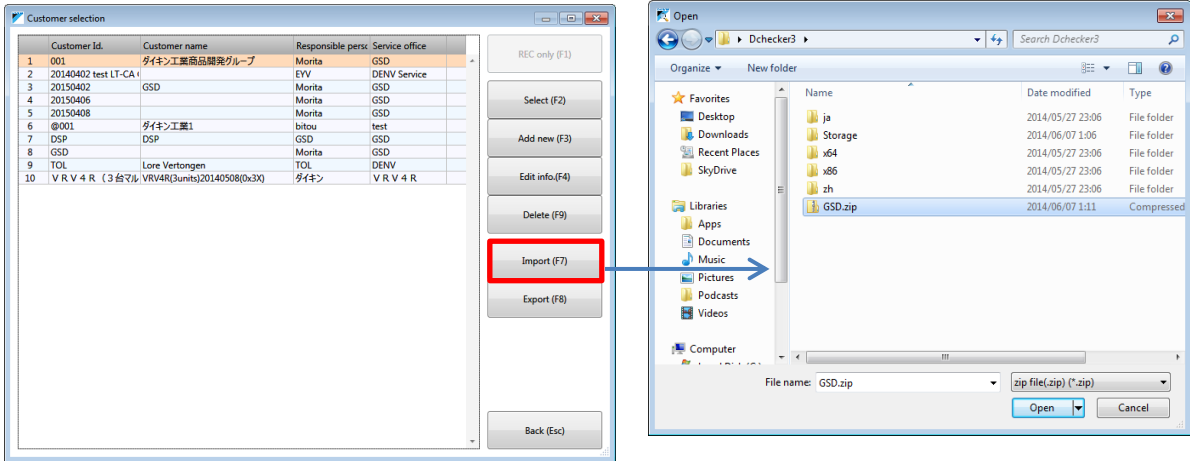 Customer selection
Customer Id. Customer name Responsible perso Service office
1 001 ダイキン工業商品開発グループ Morita GSD
2 20140402 test LT-CA EYV DENV Service
3 20150402 GSD Morita GSD
4 20150406 Morita GSD
5 20150408 Morita GSD
6 @001 ダイキン工業1 bitou test
7 DSP DSP GSD GSD
8 GSD Morita GSD
9 TOL Lore Vertongen TOL DENV
10 ＶＲＶ４Ｒ（３台マル VRV4R(3units)20140508(0x3X) ダイキン ＶＲＶ４Ｒ
REC only (F1)
Select (F2)
Add new (F3)
Edit info.(F4)
Delete (F9)
Import (F7)
Export (F8)
Back (Esc)
Open
Dchecker3
Search Dchecker3
Organize
New folder
Favorites
Desktop
Downloads
Recent Places
SkyDrive
Libraries
Apps
Documents
Music
Pictures
Podcasts
Videos
Computer
Name Date modified Type
ja 2014/05/27 23:06 File folder
Storage 2014/06/07 1:06 File folder
x64 2014/05/27 23:06 File folder
x86 2014/05/27 23:06 File folder
zh 2014/05/27 23:06 File folder
GSD.zip 2014/06/07 1:11 Compressed
File name: GSD.zip
zip file(.zip) (*.zip)
Open
Cancel